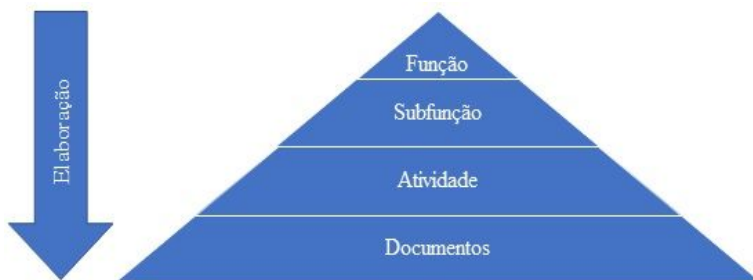 Elaboração
Função
Subfunção
Atividade
Documentos